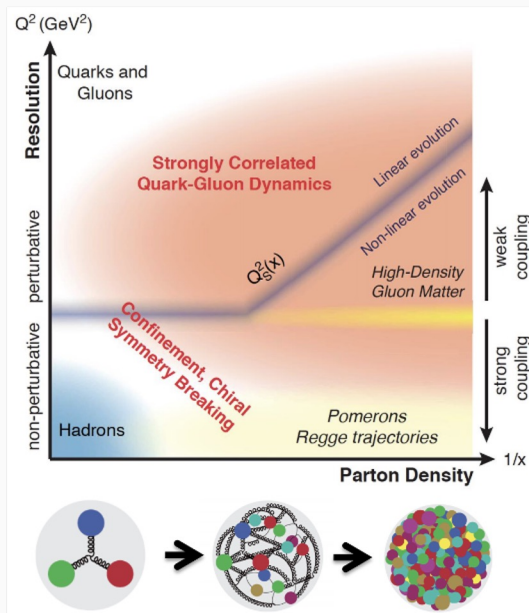 Q² (GeV²)
Resolution
Quarks and
Gluons
Strongly Correlated
Quark-Gluon Dynamics
Linear evolution
Non-linear evolution
Q²S(x)
High-Density
Gluon Matter
weak
coupling
perturbative
non-perturbative
Confinement, Chiral
Symmetry Breaking
strong
coupling
Hadrons
Pomerons
Regge trajectories
1/x
Parton Density